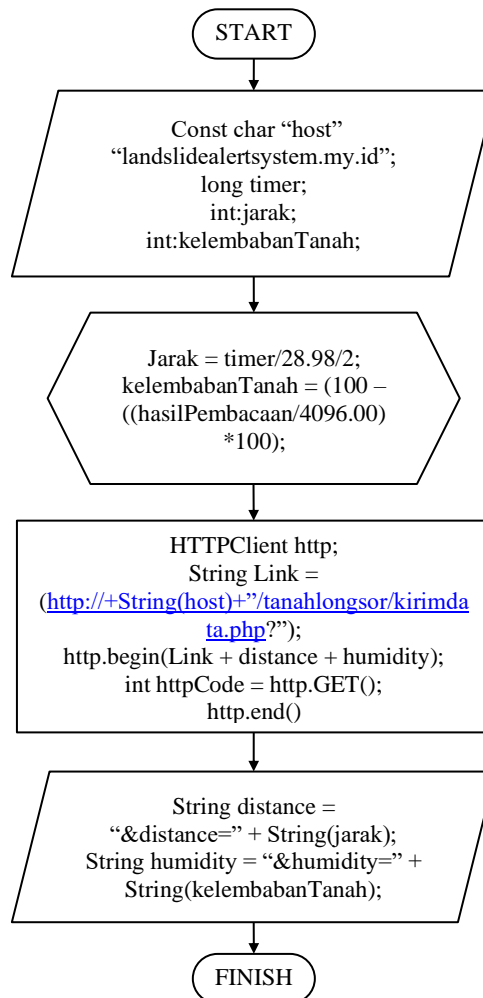 START
Const char “host”
“landslidealertsystem.my.id”;
long timer;
int:jarak;
int:kelembabanTanah;
Jarak = timer/28.98/2;
kelembabanTanah = (100 –
((hasilPembacaan/4096.00)
*100);
HTTPClient http;
String Link =
(http://+String(host)+”/tanahlongsor/kirimda
ta.php?”);
http.begin(Link + distance + humidity);
int httpCode = http.GET();
http.end()
String distance =
“&distance=” + String(jarak);
String humidity = “&humidity=” +
String(kelembabanTanah);
FINISH